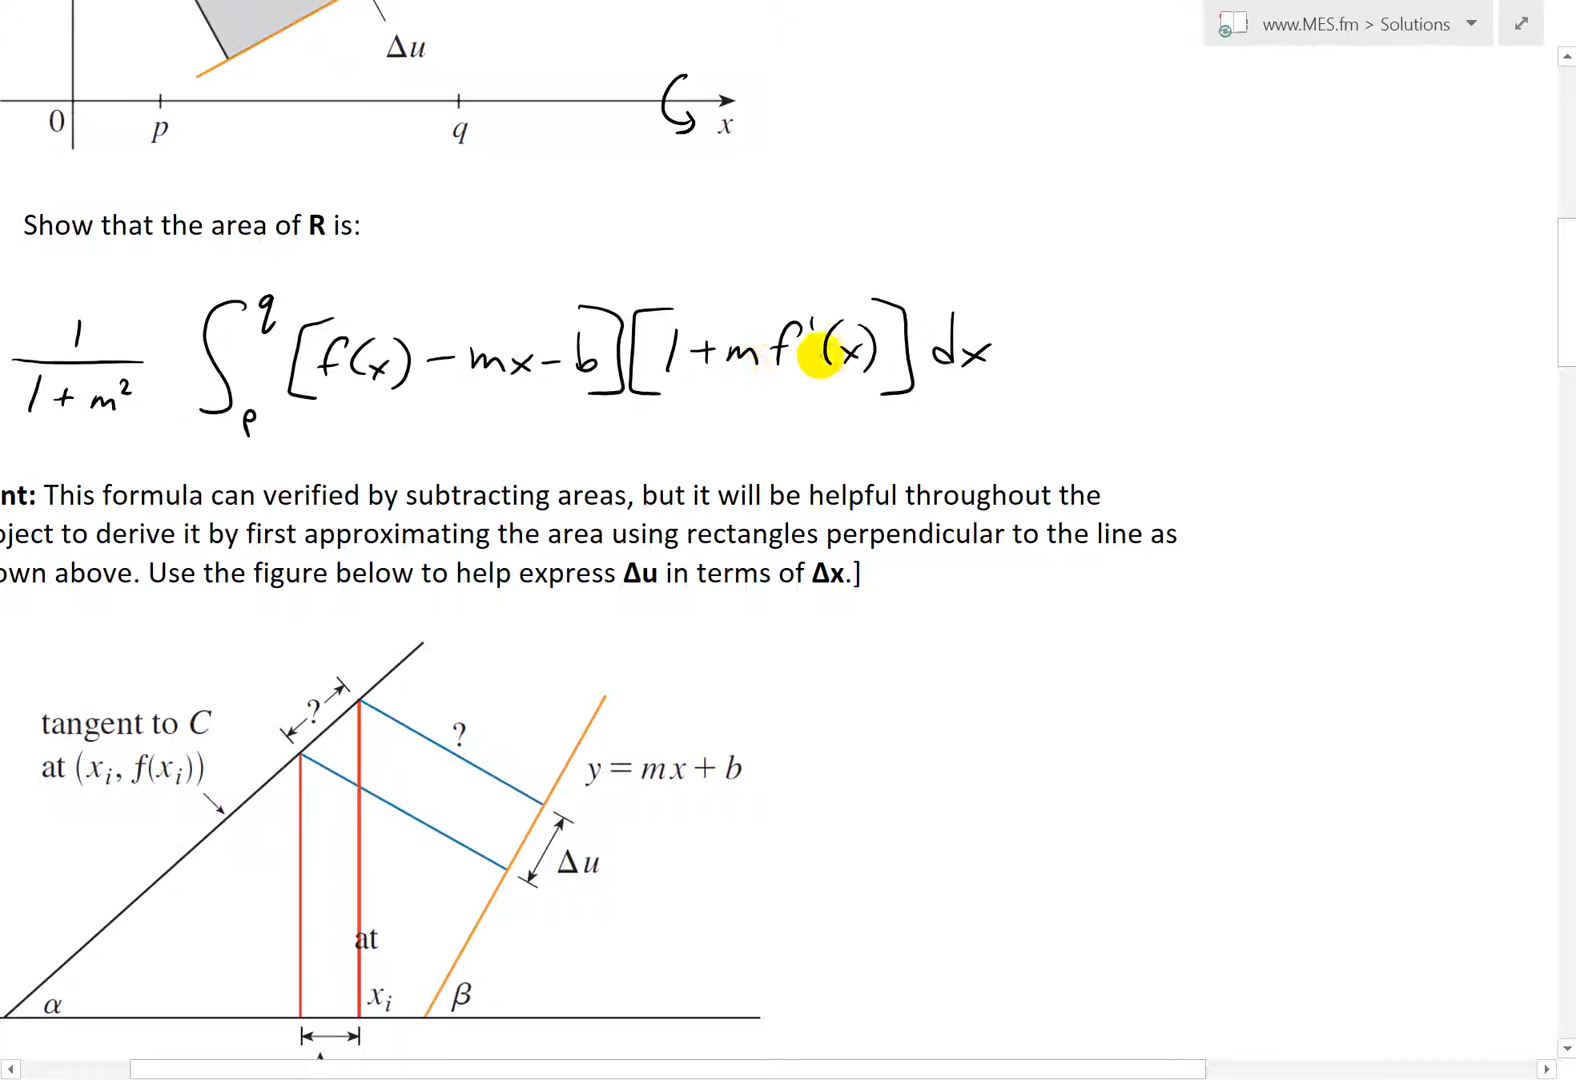 www.MES.fm > Solutions
Δu
0 p q x
Show that the area of R is:
1/(1 + m²) ∫_p^q [f(x) − mx − b][1 + m f'(x)] dx
nt: This formula can verified by subtracting areas, but it will be helpful throughout the
oject to derive it by first approximating the area using rectangles perpendicular to the line as
own above. Use the figure below to help express Δu in terms of Δx.]
?
?
tangent to C
at (xᵢ, f(xᵢ))
y = mx + b
Δu
at
xᵢ
α
β